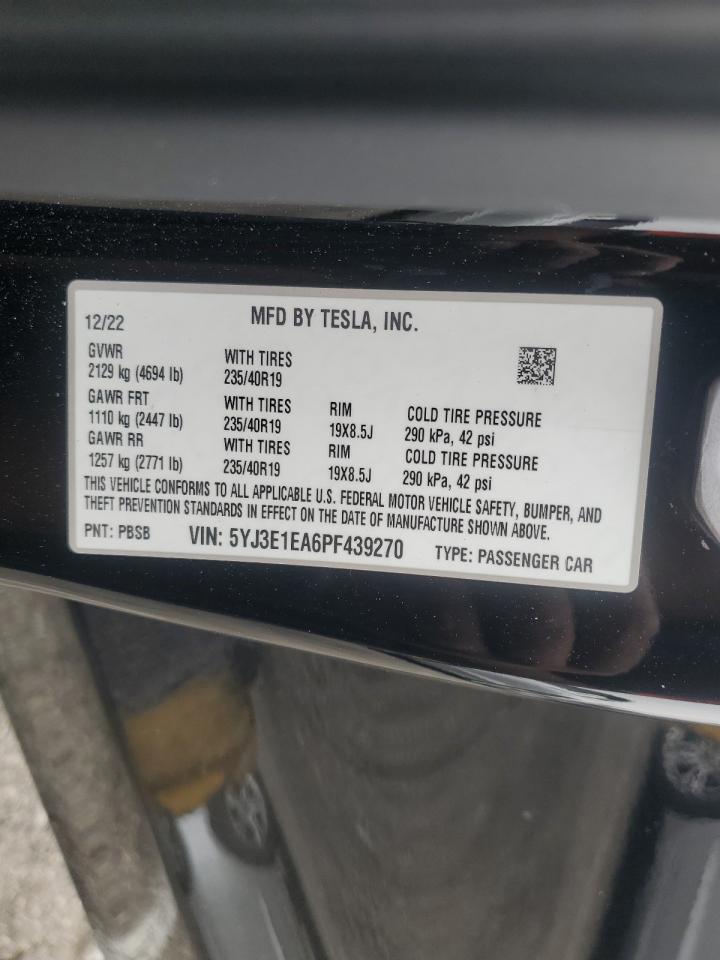 12/22 MFD BY TESLA, INC.
GVWR WITH TIRES
2129 kg (4694 lb) 235/40R19
GAWR FRT WITH TIRES RIM COLD TIRE PRESSURE
1110 kg (2447 lb) 235/40R19 19X8.5J 290 kPa, 42 psi
GAWR RR WITH TIRES RIM COLD TIRE PRESSURE
1257 kg (2771 lb) 235/40R19 19X8.5J 290 kPa, 42 psi
THIS VEHICLE CONFORMS TO ALL APPLICABLE U.S. FEDERAL MOTOR VEHICLE SAFETY, BUMPER, AND
THEFT PREVENTION STANDARDS IN EFFECT ON THE DATE OF MANUFACTURE SHOWN ABOVE.
PNT: PBSB VIN: 5YJ3E1EA6PF439270 TYPE: PASSENGER CAR